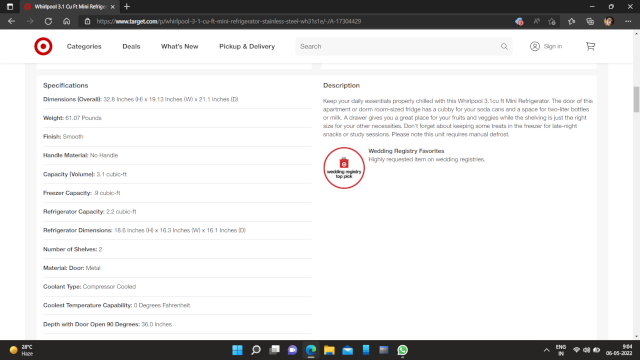 Whirlpool 3.1 Cu Ft Mini Refrige
https://www.target.com/p/whirlpool-3-1-cu-ft-mini-refrigerator-stainless-steel-wh31s1e/-/A-17304429
Categories
Deals
What's New
Pickup & Delivery
Search
Sign in
Specifications
Dimensions (Overall): 32.8 Inches (H) x 19.13 Inches (W) x 21.1 Inches (D)
Weight: 61.07 Pounds
Finish: Smooth
Handle Material: No Handle
Capacity (Volume): 3.1 cubic-ft
Freezer Capacity: .9 cubic-ft
Refrigerator Capacity: 2.2 cubic-ft
Refrigerator Dimensions: 18.6 Inches (H) x 16.3 Inches (W) x 16.1 Inches (D)
Number of Shelves: 2
Material: Door: Metal
Coolant Type: Compressor Cooled
Coolest Temperature Capability: 0 Degrees Fahrenheit
Depth with Door Open 90 Degrees: 36.0 Inches
Description
Keep your daily essentials properly chilled with this Whirlpool 3.1cu ft Mini Refrigerator. The door of this
apartment or dorm room-sized fridge has a cubby for your soda cans and a space for two-liter bottles
or milk. A drawer gives you a great place for your fruits and veggies while the shelving is just the right
size for your other necessities. Don't forget about keeping some treats in the freezer for late-night
snacks or study sessions. Please note this unit requires manual defrost.
wedding registry
top pick
Wedding Registry Favorites
Highly requested item on wedding registries.
28°C
Haze
ENG
IN
9:04
06-05-2022